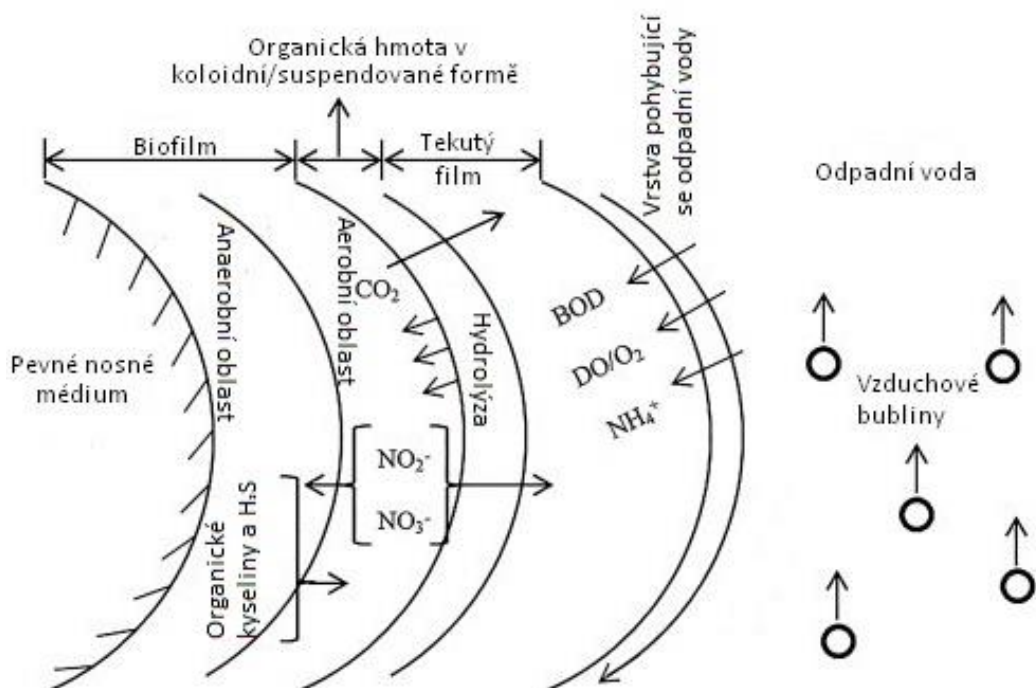 Organická hmota v
koloidní/suspendované formě
Biofilm
Tekutý
film
Vrstva pohybující
se odpadní vody
Odpadní voda
Pevné nosné
médium
Anaerobní oblast
Aerobní oblast
CO₂
Hydrolýza
BOD
DO/O₂
NH₄⁺
Vzduchové
bubliny
NO₂⁻
NO₃⁻
Organické
kyseliny a H₂S